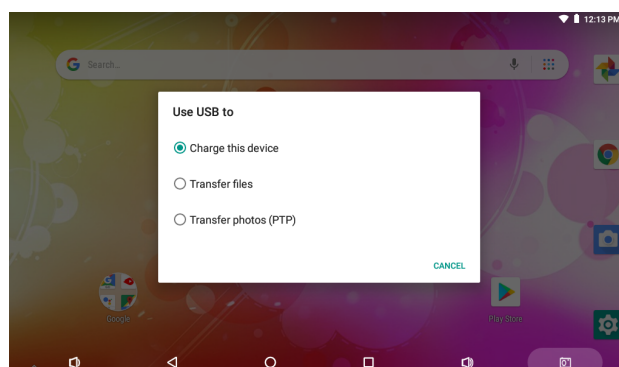 12:13 PM
Search...
Use USB to
Charge this device
Transfer files
Transfer photos (PTP)
CANCEL
Google
Play Store